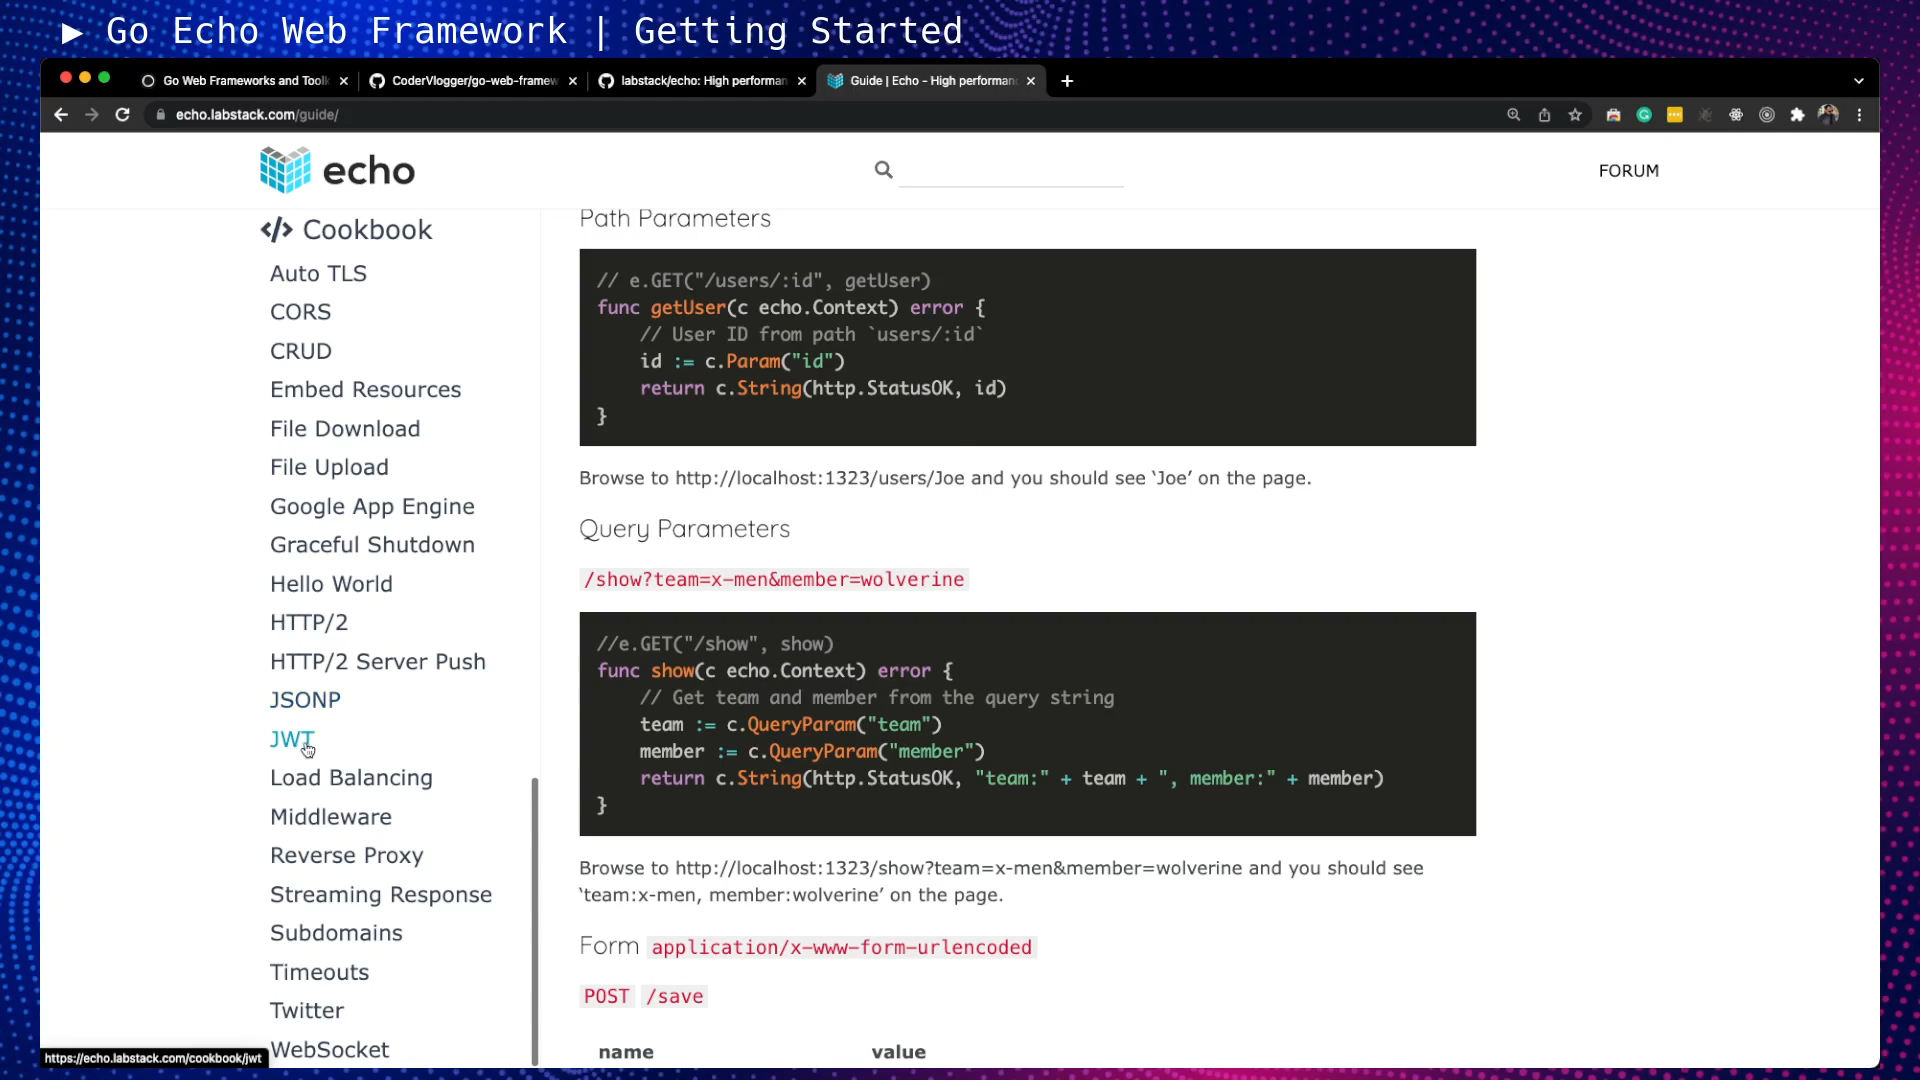 ▶ Go Echo Web Framework | Getting Started
Go Web Frameworks and Toolk
CoderVlogger/go-web-framew
labstack/echo: High performan
Guide | Echo - High performanc
echo.labstack.com/guide/
echo
FORUM
</> Cookbook
Auto TLS
CORS
CRUD
Embed Resources
File Download
File Upload
Google App Engine
Graceful Shutdown
Hello World
HTTP/2
HTTP/2 Server Push
JSONP
JWT
Load Balancing
Middleware
Reverse Proxy
Streaming Response
Subdomains
Timeouts
Twitter
WebSocket
https://echo.labstack.com/cookbook/jwt
Path Parameters
// e.GET("/users/:id", getUser)
func getUser(c echo.Context) error {
// User ID from path `users/:id`
id := c.Param("id")
return c.String(http.StatusOK, id)
}
Browse to http://localhost:1323/users/Joe and you should see ‘Joe’ on the page.
Query Parameters
/show?team=x-men&member=wolverine
//e.GET("/show", show)
func show(c echo.Context) error {
// Get team and member from the query string
team := c.QueryParam("team")
member := c.QueryParam("member")
return c.String(http.StatusOK, "team:" + team + ", member:" + member)
}
Browse to http://localhost:1323/show?team=x-men&member=wolverine and you should see
‘team:x-men, member:wolverine’ on the page.
Form application/x-www-form-urlencoded
POST /save
name value